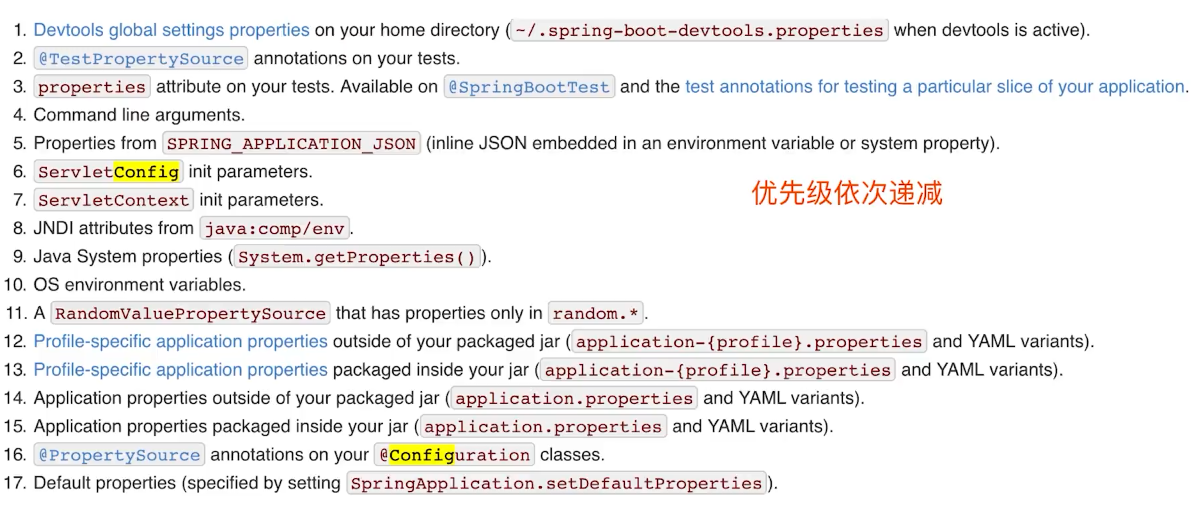 1. Devtools global settings properties on your home directory (~/.spring-boot-devtools.properties when devtools is active).
2. @TestPropertySource annotations on your tests.
3. properties attribute on your tests. Available on @SpringBootTest and the test annotations for testing a particular slice of your application.
4. Command line arguments.
5. Properties from SPRING_APPLICATION_JSON (inline JSON embedded in an environment variable or system property).
6. ServletConfig init parameters.
7. ServletContext init parameters.
优先级依次递减
8. JNDI attributes from java:comp/env.
9. Java System properties (System.getProperties()).
10. OS environment variables.
11. A RandomValuePropertySource that has properties only in random.*.
12. Profile-specific application properties outside of your packaged jar (application-{profile}.properties and YAML variants).
13. Profile-specific application properties packaged inside your jar (application-{profile}.properties and YAML variants).
14. Application properties outside of your packaged jar (application.properties and YAML variants).
15. Application properties packaged inside your jar (application.properties and YAML variants).
16. @PropertySource annotations on your @Configuration classes.
17. Default properties (specified by setting SpringApplication.setDefaultProperties).